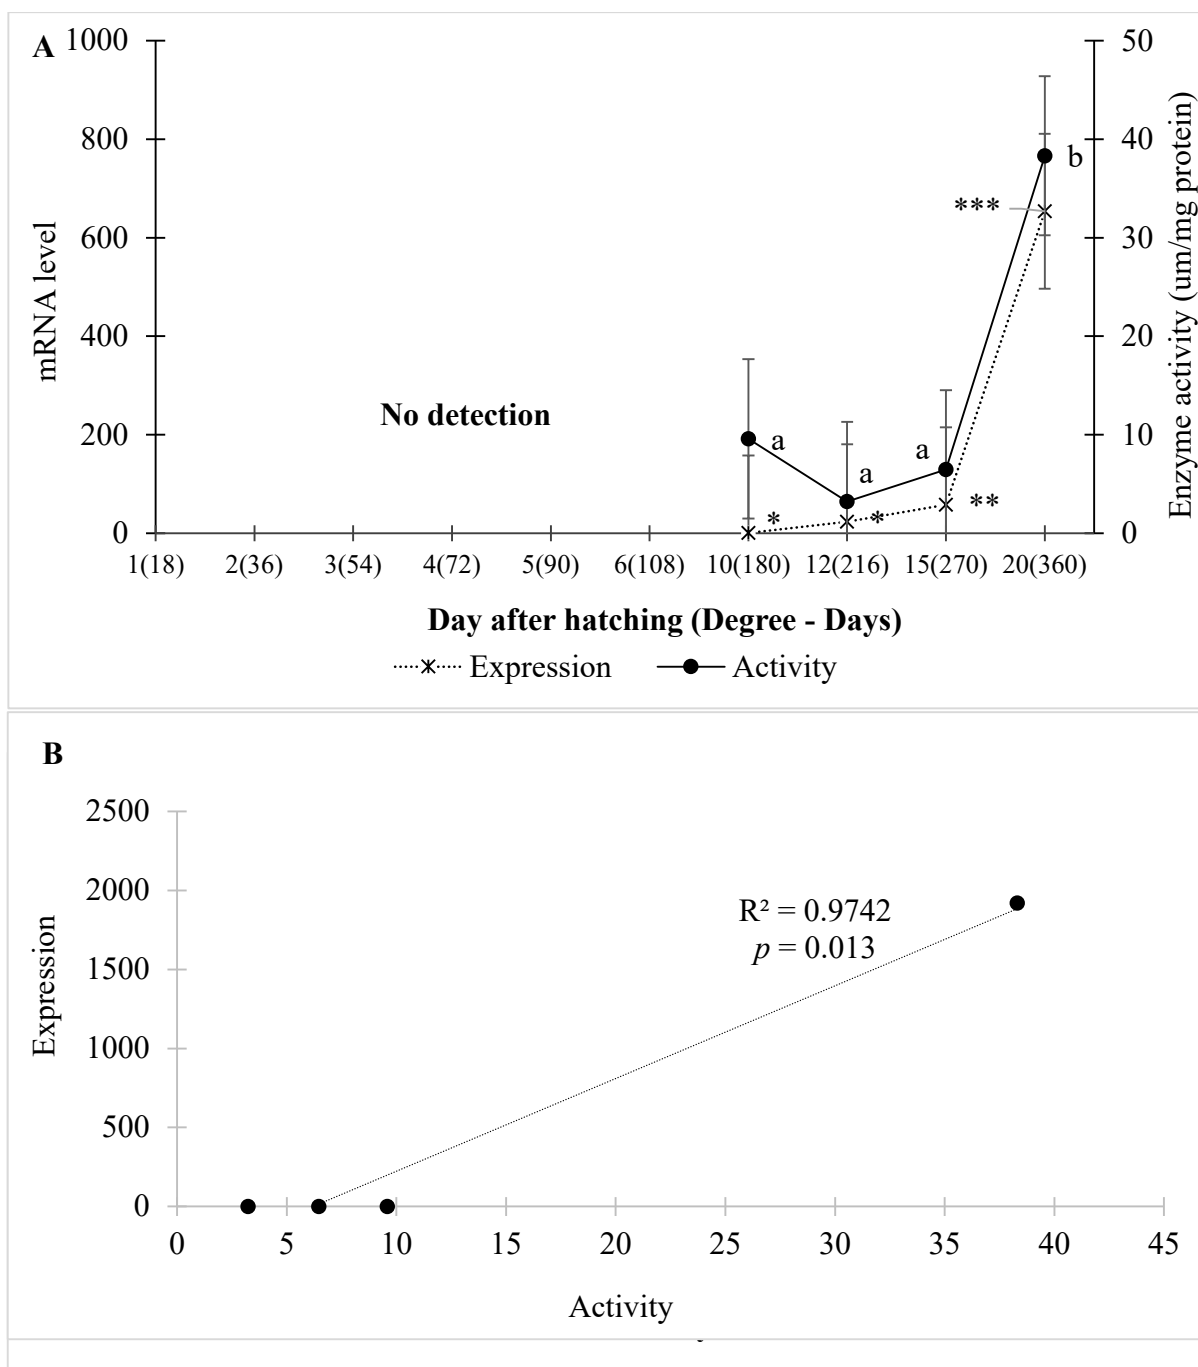 A
1000
800
600
400
200
0
mRNA level
50
40
30
20
10
0
Enzyme activity (um/mg protein)
No detection
a
a
a
b
*
*
**
***
1(18) 2(36) 3(54) 4(72) 5(90) 6(108) 10(180) 12(216) 15(270) 20(360)
Day after hatching (Degree - Days)
Expression Activity
B
2500
2000
1500
1000
500
0
Expression
R² = 0.9742
p = 0.013
0 5 10 15 20 25 30 35 40 45
Activity